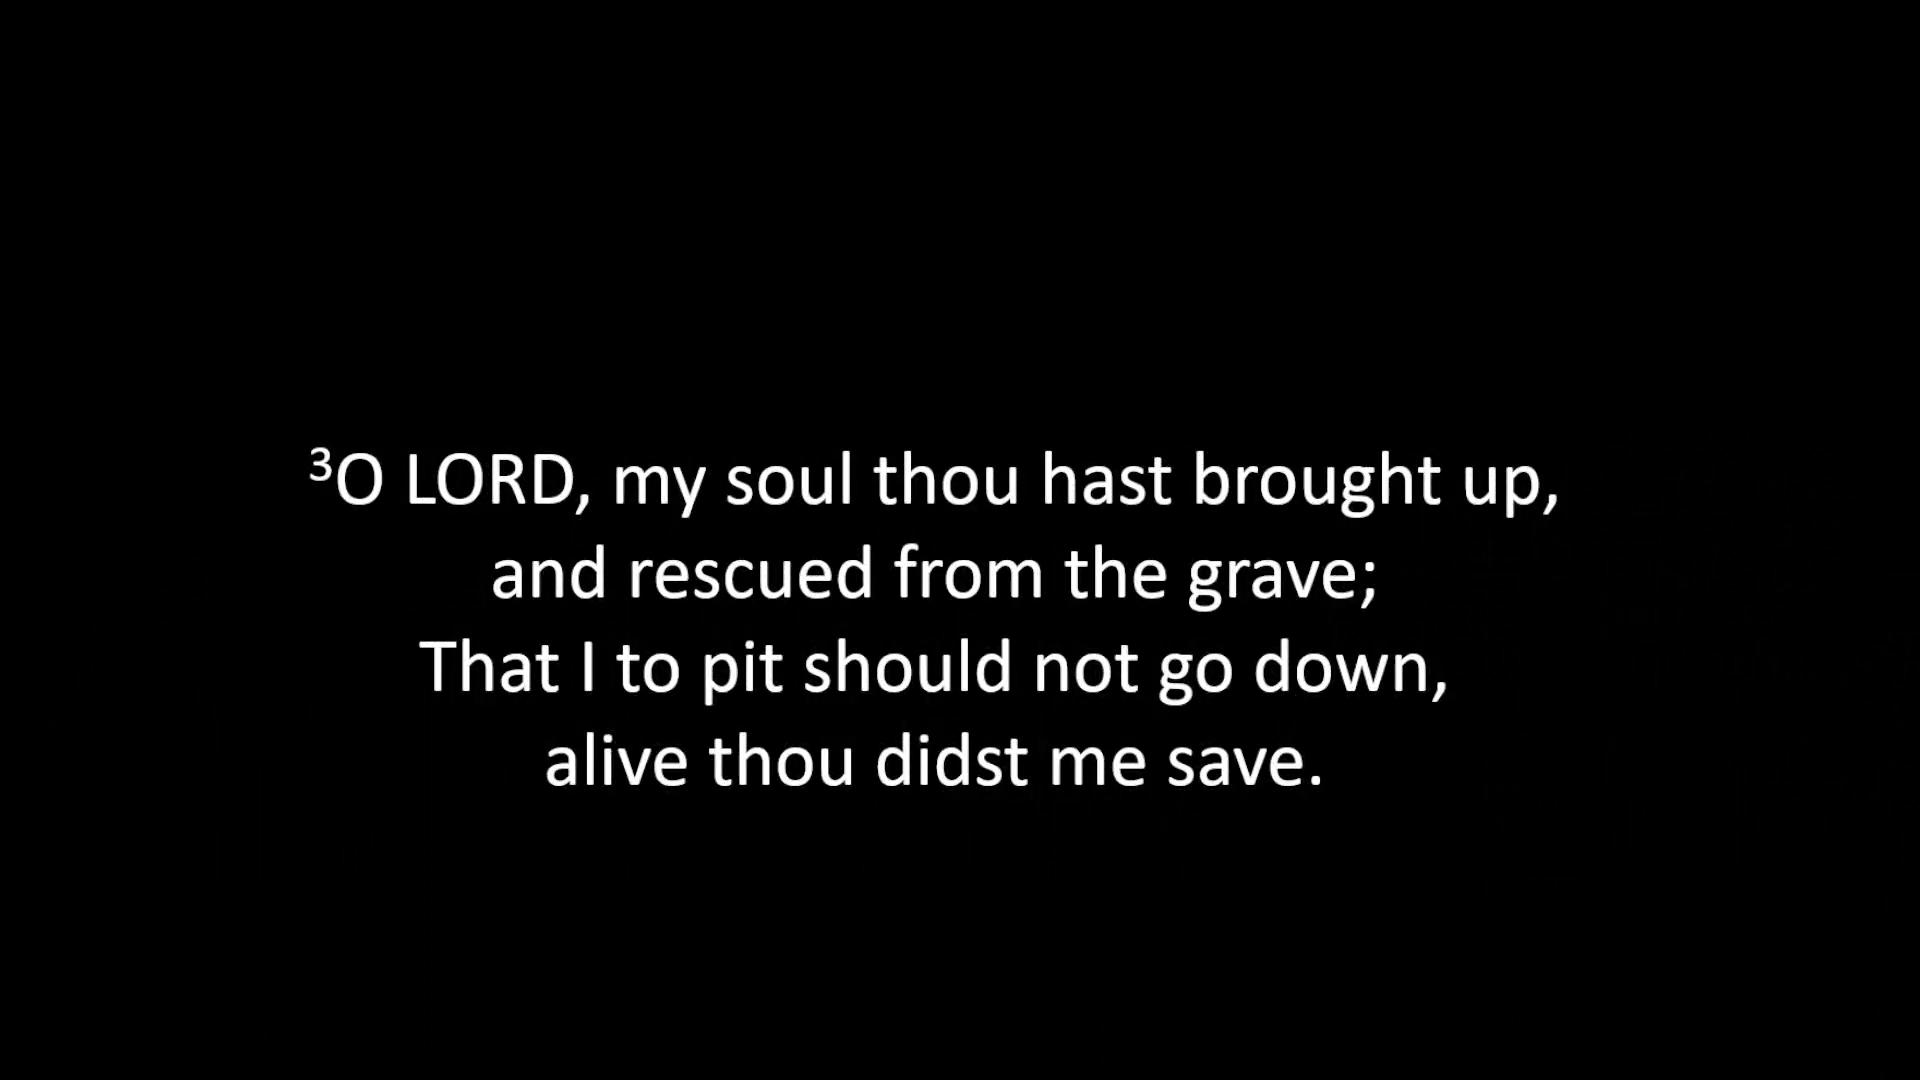 ³O LORD, my soul thou hast brought up,
and rescued from the grave;
That I to pit should not go down,
alive thou didst me save.